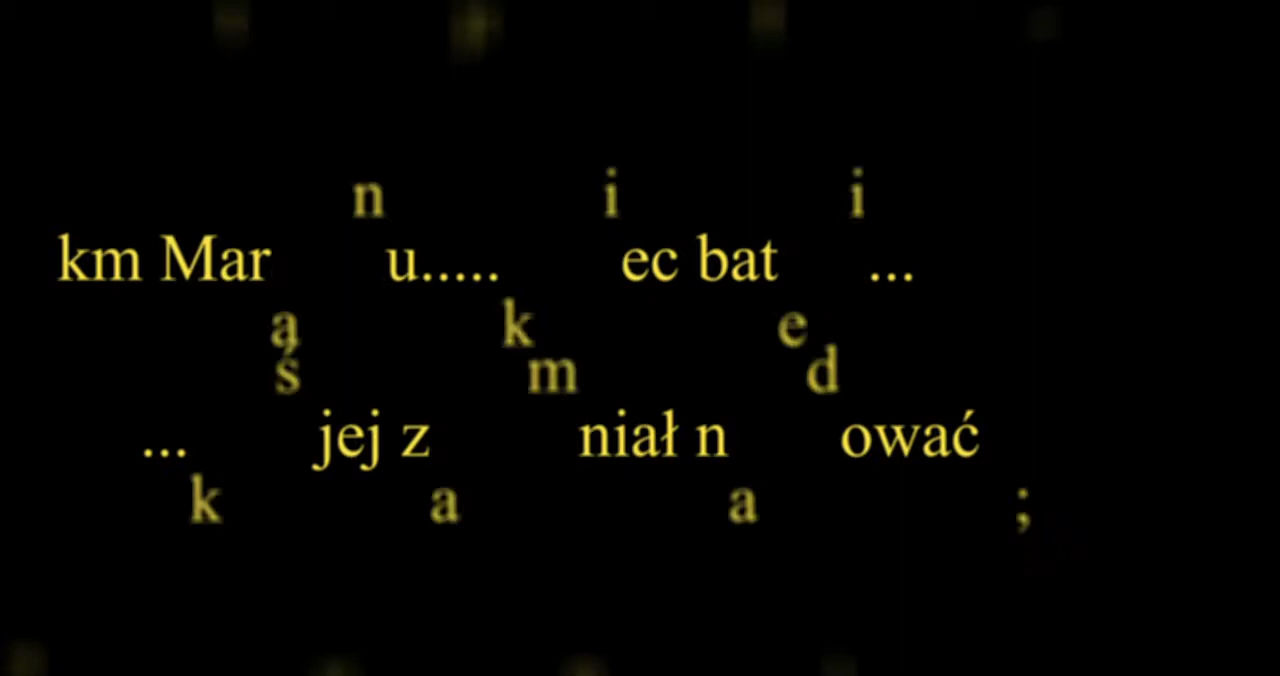 n i i
km Mar u..... ec bat ...
ą k e
ś m d
... jej z niał n ować
k a a ;